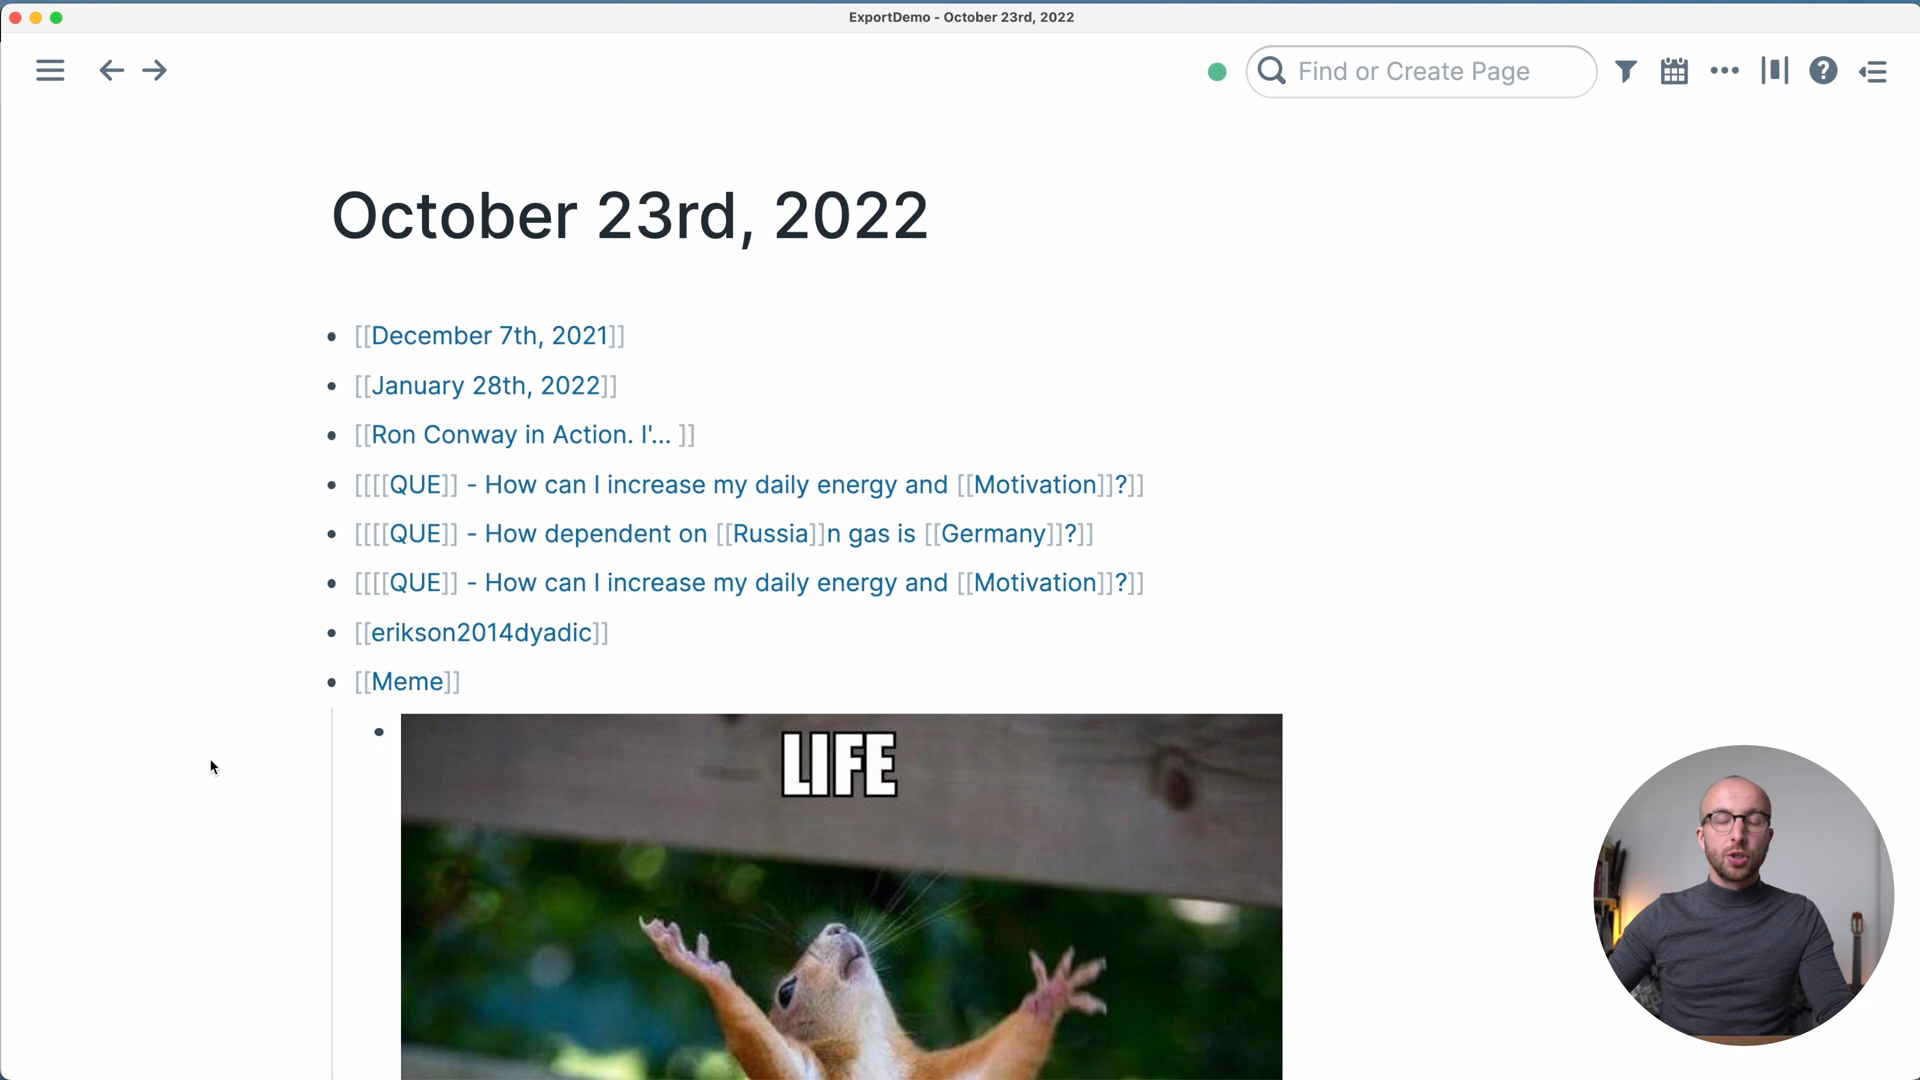 ExportDemo - October 23rd, 2022
Find or Create Page
October 23rd, 2022
[[December 7th, 2021]]
[[January 28th, 2022]]
[[Ron Conway in Action. I'... ]]
[[[[QUE]] - How can I increase my daily energy and [[Motivation]]?]]
[[[[QUE]] - How dependent on [[Russia]]n gas is [[Germany]]?]]
[[[[QUE]] - How can I increase my daily energy and [[Motivation]]?]]
[[erikson2014dyadic]]
[[Meme]]
LIFE